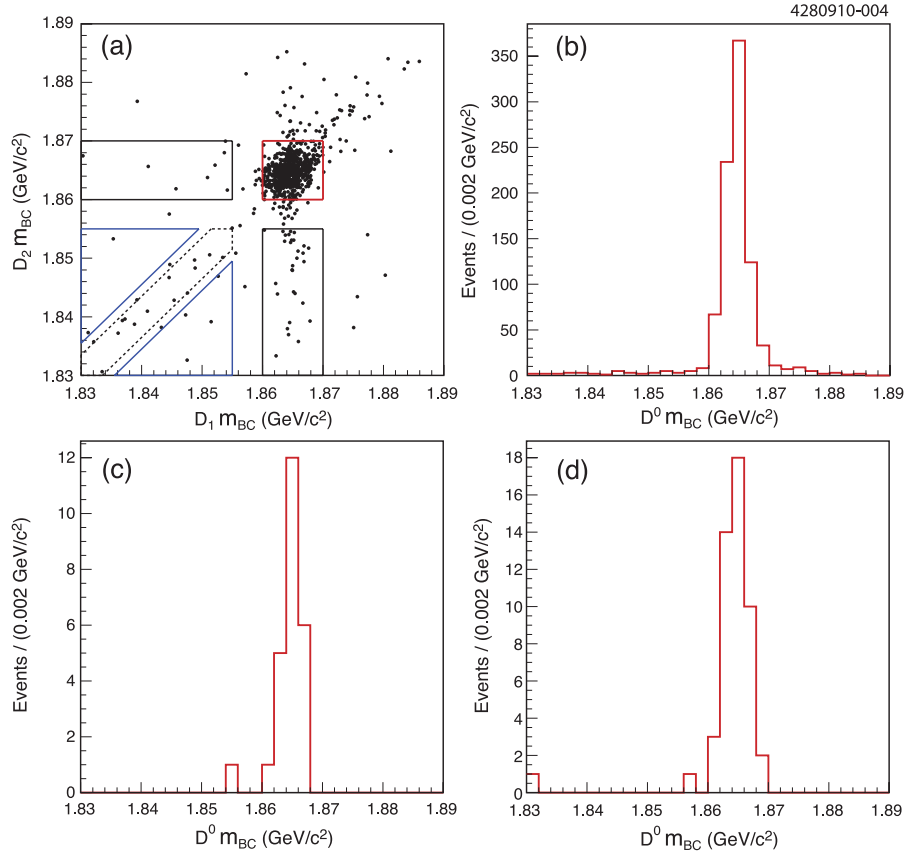 4280910-004
(a)
D₂ mBC (GeV/c²)
1.89
1.88
1.87
1.86
1.85
1.84
1.83
1.83 1.84 1.85 1.86 1.87 1.88 1.89
D₁ mBC (GeV/c²)
(b)
Events / (0.002 GeV/c²)
350
300
250
200
150
100
50
0
1.83 1.84 1.85 1.86 1.87 1.88 1.89
D⁰ mBC (GeV/c²)
(c)
Events / (0.002 GeV/c²)
12
10
8
6
4
2
0
1.83 1.84 1.85 1.86 1.87 1.88 1.89
D⁰ mBC (GeV/c²)
(d)
Events / (0.002 GeV/c²)
18
16
14
12
10
8
6
4
2
0
1.83 1.84 1.85 1.86 1.87 1.88 1.89
D⁰ mBC (GeV/c²)